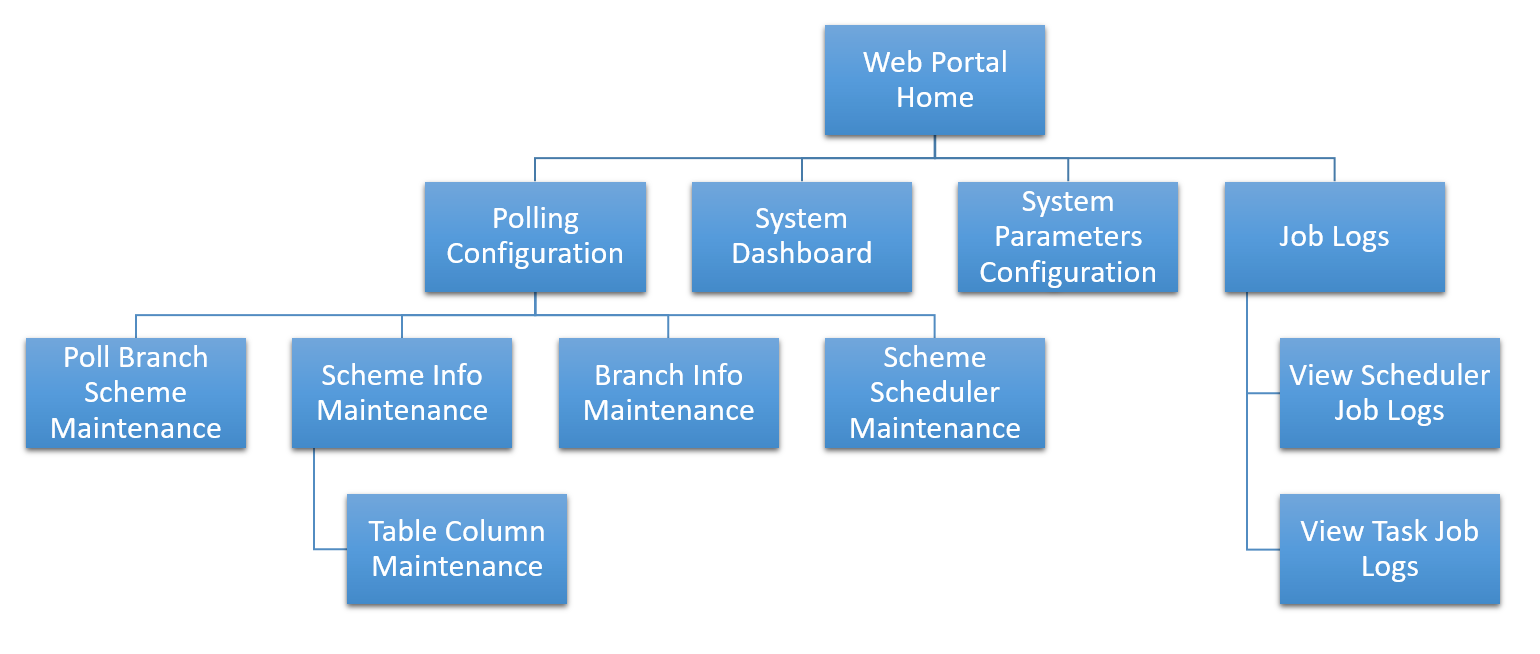 Web Portal
Home
Polling
Configuration
System
Dashboard
System
Parameters
Configuration
Job Logs
Poll Branch
Scheme
Maintenance
Scheme Info
Maintenance
Branch Info
Maintenance
Scheme
Scheduler
Maintenance
View Scheduler
Job Logs
Table Column
Maintenance
View Task Job
Logs